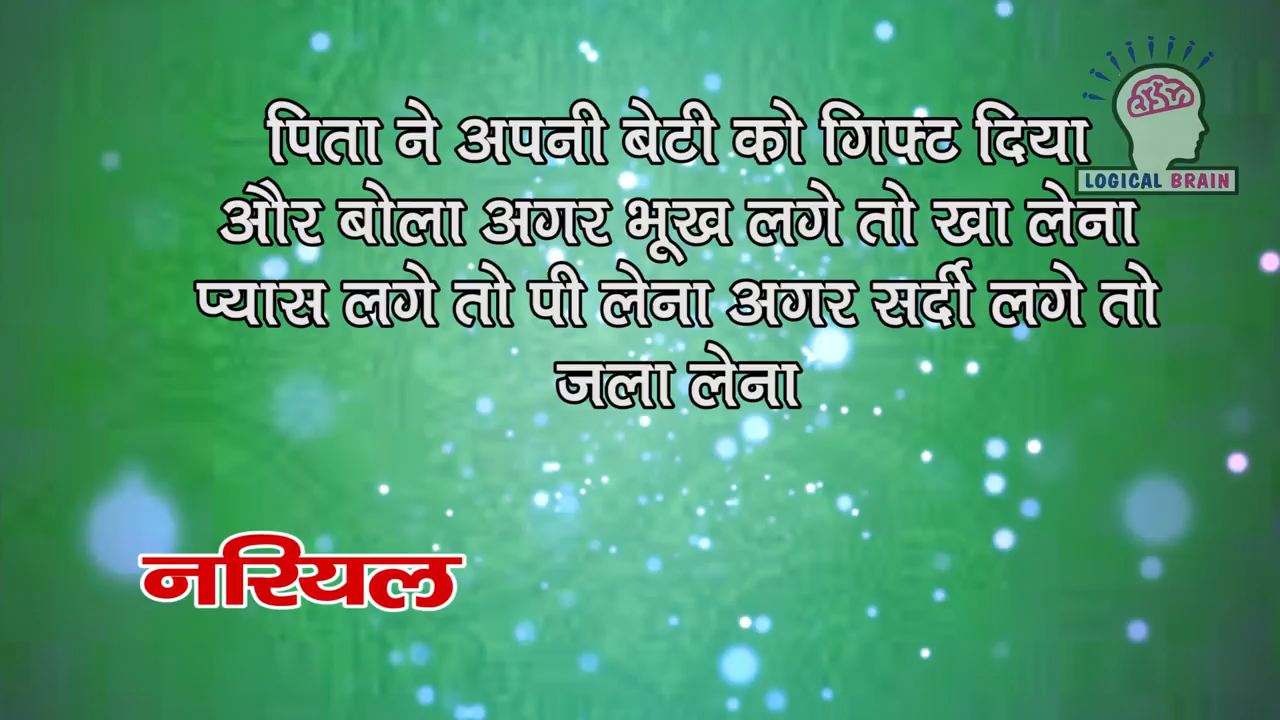 पिता ने अपनी बेटी को गिफ्ट दिया
और बोला अगर भूख लगे तो खा लेना
प्यास लगे तो पी लेना अगर सर्दी लगे तो
जला लेना
नरियल
LOGICAL BRAIN